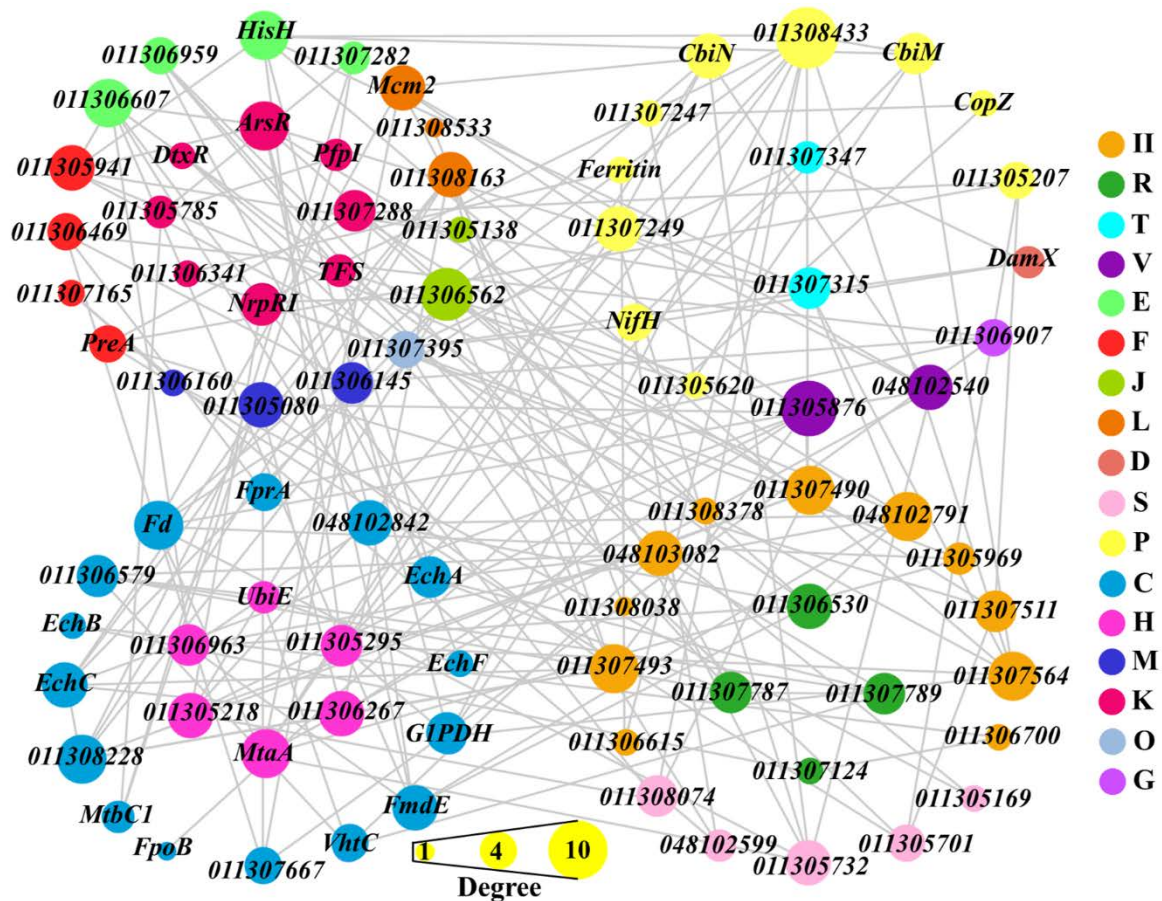 HisH
011308433
011306959
011307282
CbiN
CbiM
Mcm2
011306607
CopZ
011307247
ArsR
011308533
DtxR
PfpI
011307347
Ferritin
011305941
011308163
011305207
011305785
011307288
011305138
011307249
011306469
DamX
011306341
TFS
011307315
011307165
NrpRI
011306562
NifH
PreA
011307395
011306907
011306160
011306145
011305620
048102540
011305080
011305876
FprA
011307490
Fd
048102842
011308378
048102791
048103082
011305969
011306579
EchA
UbiE
011308038
011306530
011307511
EchB
011306963
011305295
EchF
011307493
011307564
EchC
011307787
011307789
011305218
011306267
G1PDH
011306615
011306700
011308228
MtaA
011307124
MtbC1
FmdE
011308074
011305169
FpoB
VhtC
048102599
011305701
011307667
011305732
1
4
10
Degree
II
R
T
V
E
F
J
L
D
S
P
C
H
M
K
O
G